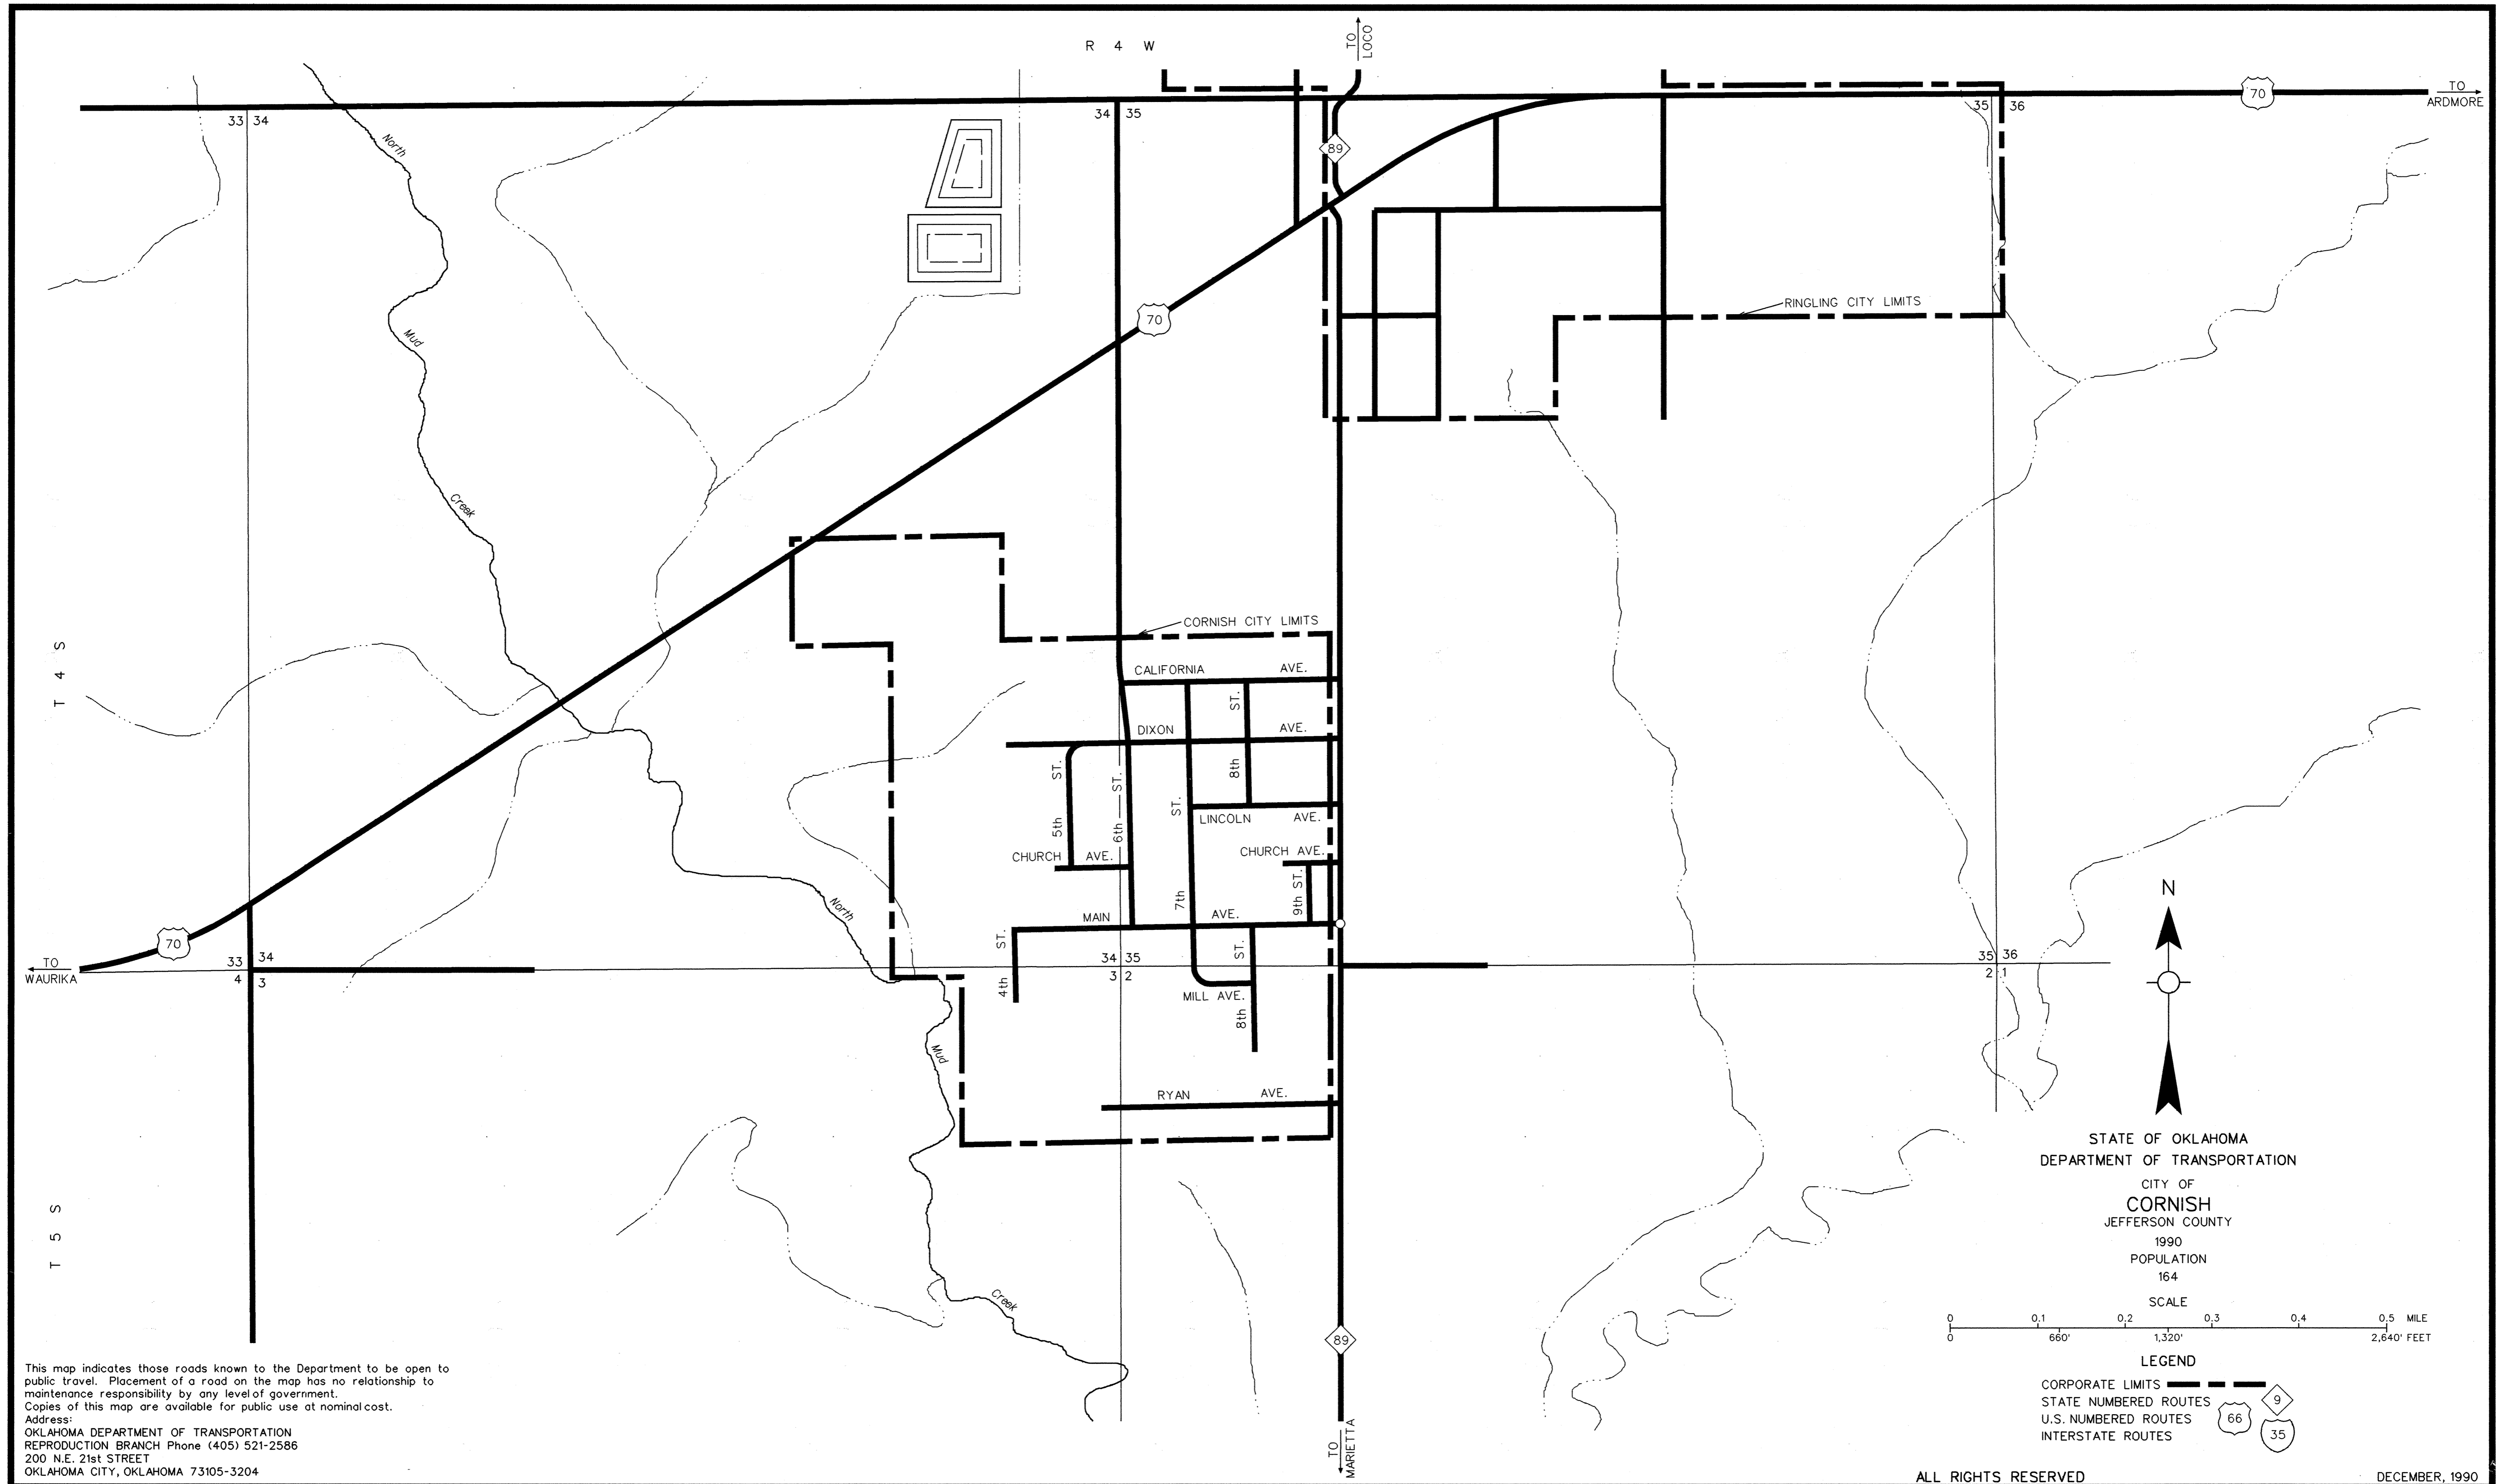 R 4 W
TO
LOCO
70
TO
ARDMORE
33 34
34 35
35 36
89
North
Mud
Creek
70
RINGLING CITY LIMITS
CORNISH CITY LIMITS
T 4 S
CALIFORNIA AVE.
ST.
DIXON AVE.
ST.
ST.
8th
ST.
LINCOLN AVE.
5th
6th
CHURCH AVE.
CHURCH AVE.
9th ST.
7th
MAIN AVE.
North
ST.
ST.
70
TO
WAURIKA
33 34
4 3
34 35
3 2
35 36
2 1
4th
MILL AVE.
8th
Mud
RYAN AVE.
T 5 S
Creek
89
TO
MARIETTA
N
STATE OF OKLAHOMA
DEPARTMENT OF TRANSPORTATION
CITY OF
CORNISH
JEFFERSON COUNTY
1990
POPULATION
164
SCALE
0 0.1 0.2 0.3 0.4 0.5 MILE
0 660' 1,320' 2,640' FEET
LEGEND
CORPORATE LIMITS
STATE NUMBERED ROUTES 9
U.S. NUMBERED ROUTES 66
INTERSTATE ROUTES 35
This map indicates those roads known to the Department to be open to
public travel. Placement of a road on the map has no relationship to
maintenance responsibility by any level of government.
Copies of this map are available for public use at nominal cost.
Address:
OKLAHOMA DEPARTMENT OF TRANSPORTATION
REPRODUCTION BRANCH Phone (405) 521-2586
200 N.E. 21st STREET
OKLAHOMA CITY, OKLAHOMA 73105-3204
ALL RIGHTS RESERVED
DECEMBER, 1990